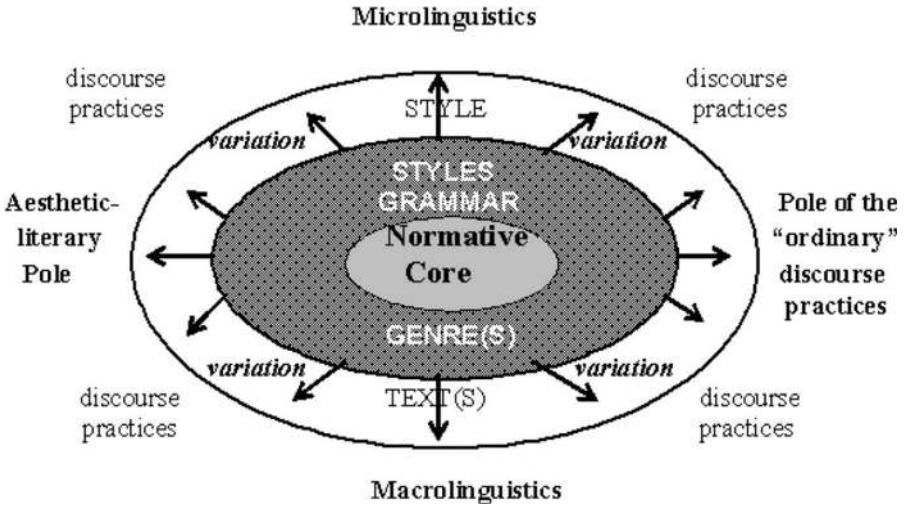 Microlinguistics
discourse
practices
discourse
practices
STYLE
variation
variation
STYLES
GRAMMAR
Aesthetic-
literary
Pole
Normative
Core
Pole of the
“ordinary”
discourse
practices
GENRE(S)
variation
variation
TEXT(S)
discourse
practices
discourse
practices
Macrolinguistics